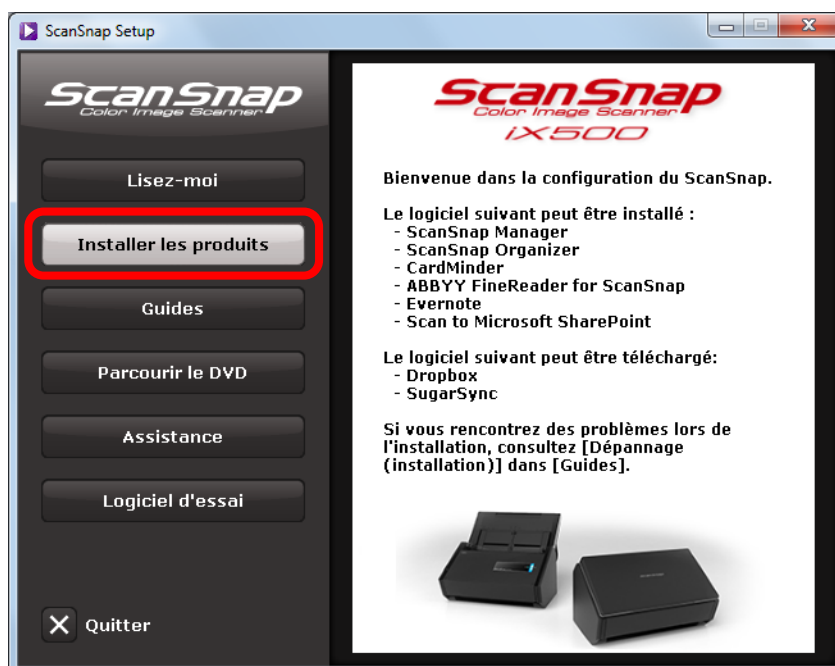 ScanSnap Setup
ScanSnap
Color Image Scanner
Lisez-moi
Installer les produits
Guides
Parcourir le DVD
Assistance
Logiciel d'essai
Quitter
ScanSnap
Color Image Scanner
iX500
Bienvenue dans la configuration du ScanSnap.
Le logiciel suivant peut être installé :
- ScanSnap Manager
- ScanSnap Organizer
- CardMinder
- ABBYY FineReader for ScanSnap
- Evernote
- Scan to Microsoft SharePoint
Le logiciel suivant peut être téléchargé:
- Dropbox
- SugarSync
Si vous rencontrez des problèmes lors de
l'installation, consultez [Dépannage
(installation)] dans [Guides].